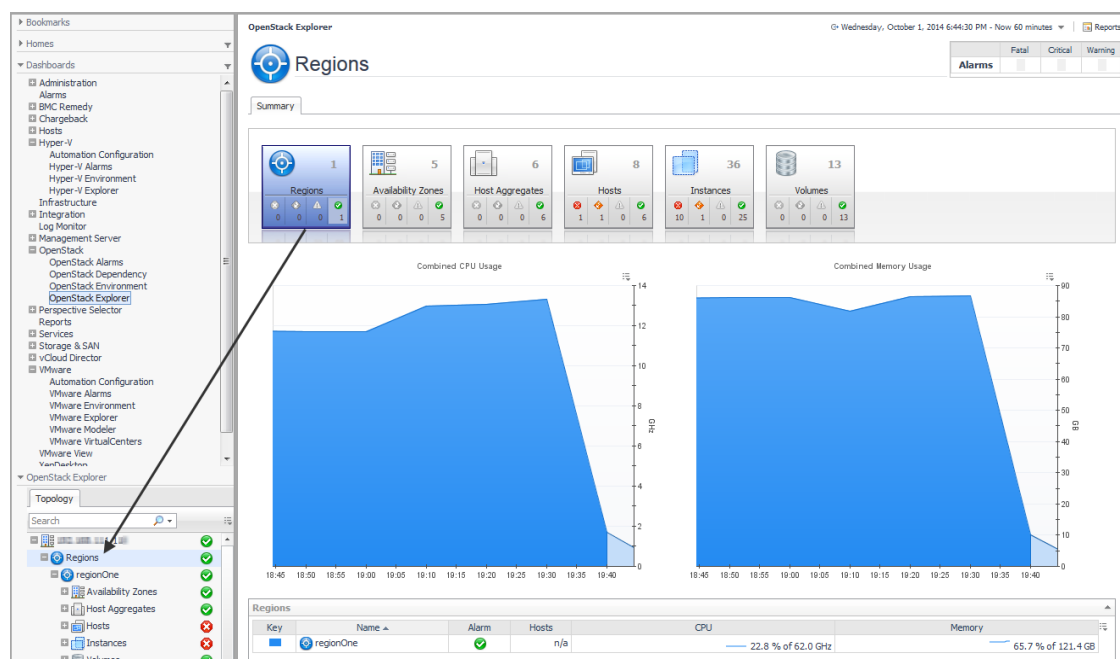 Bookmarks
Homes
Dashboards
Administration
Alarms
BMC Remedy
Chargeback
Hosts
Hyper-V
Automation Configuration
Hyper-V Alarms
Hyper-V Environment
Hyper-V Explorer
Infrastructure
Integration
Log Monitor
Management Server
OpenStack
OpenStack Alarms
OpenStack Dependency
OpenStack Environment
OpenStack Explorer
Perspective Selector
Reports
Services
Storage & SAN
vCloud Director
VMware
Automation Configuration
VMware Alarms
VMware Environment
VMware Explorer
VMware Modeler
VMware VirtualCenters
VMware View
XenDesktop
OpenStack Explorer
Topology
Search
Regions
regionOne
Availability Zones
Host Aggregates
Hosts
Instances
Volumes
OpenStack Explorer
Wednesday, October 1, 2014 6:44:30 PM - Now 60 minutes
Reports
Regions
Fatal Critical Warning
Alarms
Summary
1 5 6 8 36 13
Regions Availability Zones Host Aggregates Hosts Instances Volumes
0 0 0 1 0 0 0 5 0 0 0 6 1 1 0 6 10 1 0 25 0 0 0 13
Combined CPU Usage
14
12
10
8
6
4
2
0
GHz
18:45 18:50 18:55 19:00 19:05 19:10 19:15 19:20 19:25 19:30 19:35 19:40
Combined Memory Usage
90
80
70
60
50
40
30
20
10
0
GB
18:45 18:50 18:55 19:00 19:05 19:10 19:15 19:20 19:25 19:30 19:35 19:40
Regions
Key Name Alarm Hosts CPU Memory
regionOne n/a 22.8 % of 62.0 GHz 65.7 % of 121.4 GB